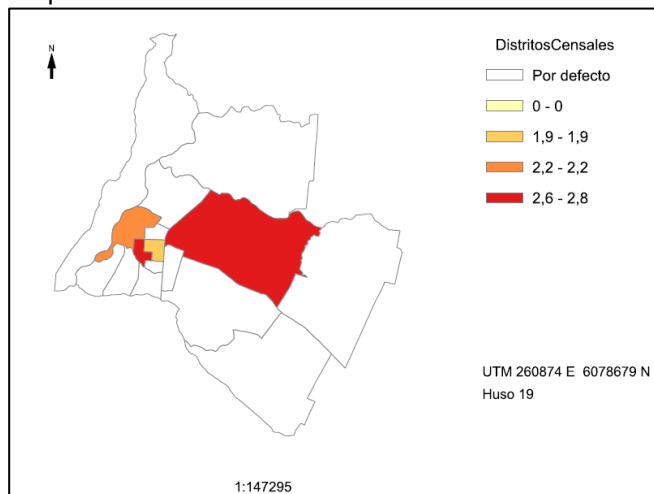 N
DistritosCensales
Por defecto
0 - 0
1,9 - 1,9
2,2 - 2,2
2,6 - 2,8
UTM 260874 E 6078679 N
Huso 19
1:147295